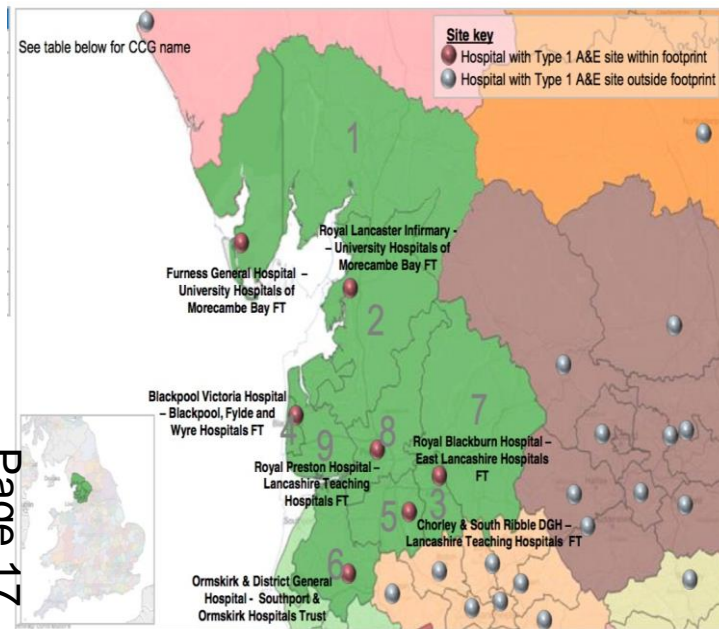 See table below for CCG name
Site key
Hospital with Type 1 A&E site within footprint
Hospital with Type 1 A&E site outside footprint
1
Royal Lancaster Infirmary -
– University Hospitals of
Morecambe Bay FT
Furness General Hospital –
University Hospitals of
Morecambe Bay FT
2
Blackpool Victoria Hospital
– Blackpool, Fylde and
Wyre Hospitals FT
4
9
8
7
Royal Preston Hospital –
Lancashire Teaching
Hospitals FT
Royal Blackburn Hospital –
East Lancashire Hospitals
FT
5
3
Chorley & South Ribble DGH –
Lancashire Teaching Hospitals FT
6
Ormskirk & District General
Hospital - Southport &
Ormskirk Hospitals Trust
Page 17